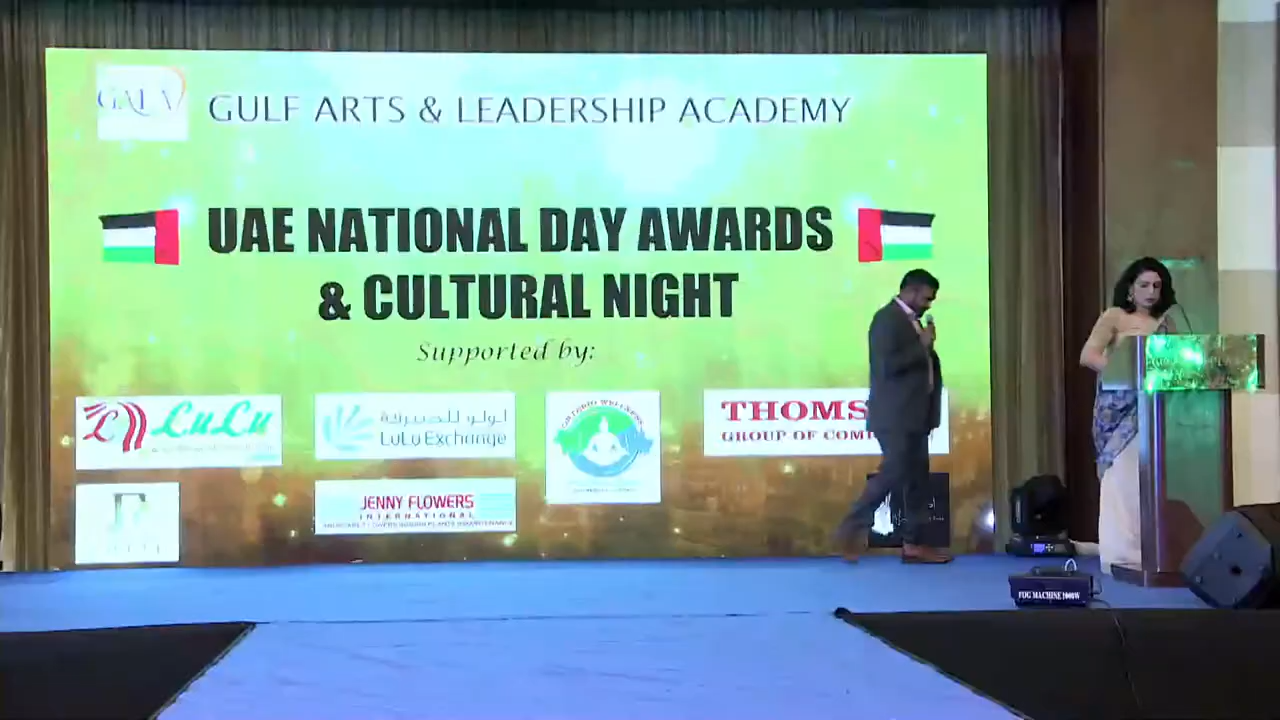 GALA
GULF ARTS & LEADERSHIP ACADEMY
UAE NATIONAL DAY AWARDS
& CULTURAL NIGHT
Supported by:
LuLu
لولو للصرافة
LuLu Exchange
THOMS
GROUP OF COM
JENNY FLOWERS
INTERNATIONAL
FOG MACHINE